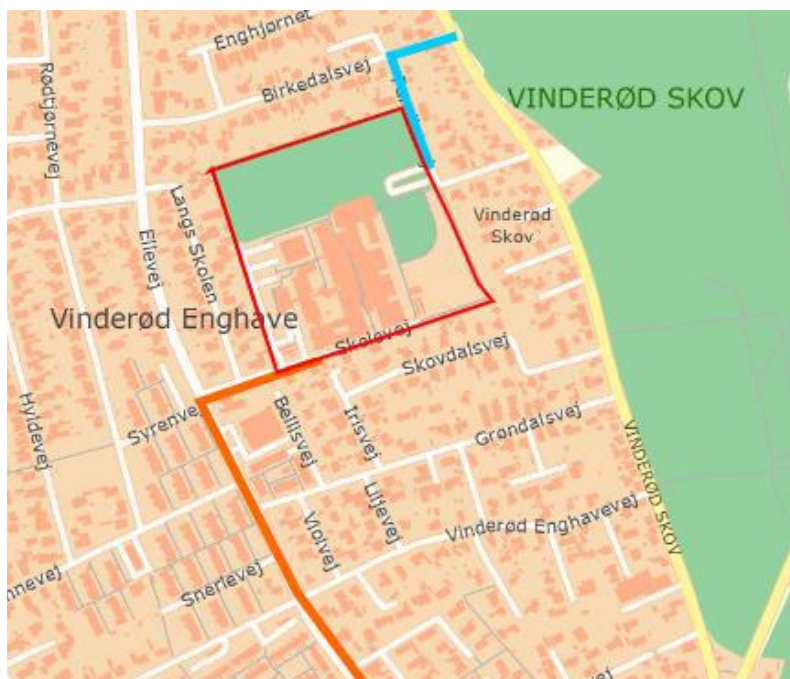 Enghjørnet
Rødtjørnevej
Birkedalsvej
VINDERØD SKOV
Langs Skolen
Vinderød
Skov
Ellevej
Vinderød Enghave
Skolevej
Skovdalsvej
Hyldevej
Syrenvej
Bellisvej
Irisvej
Grøndalsvej
VINDERØD SKOV
Liljevej
Vinderød Enghavevej
Violvej
Snerlevej
nnevej